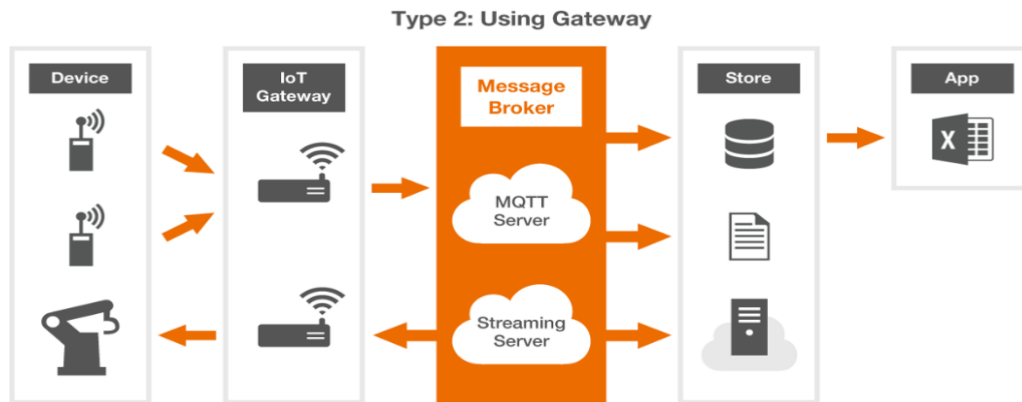 Type 2: Using Gateway
Device
IoT
Gateway
Message
Broker
Store
App
X
MQTT
Server
Streaming
Server